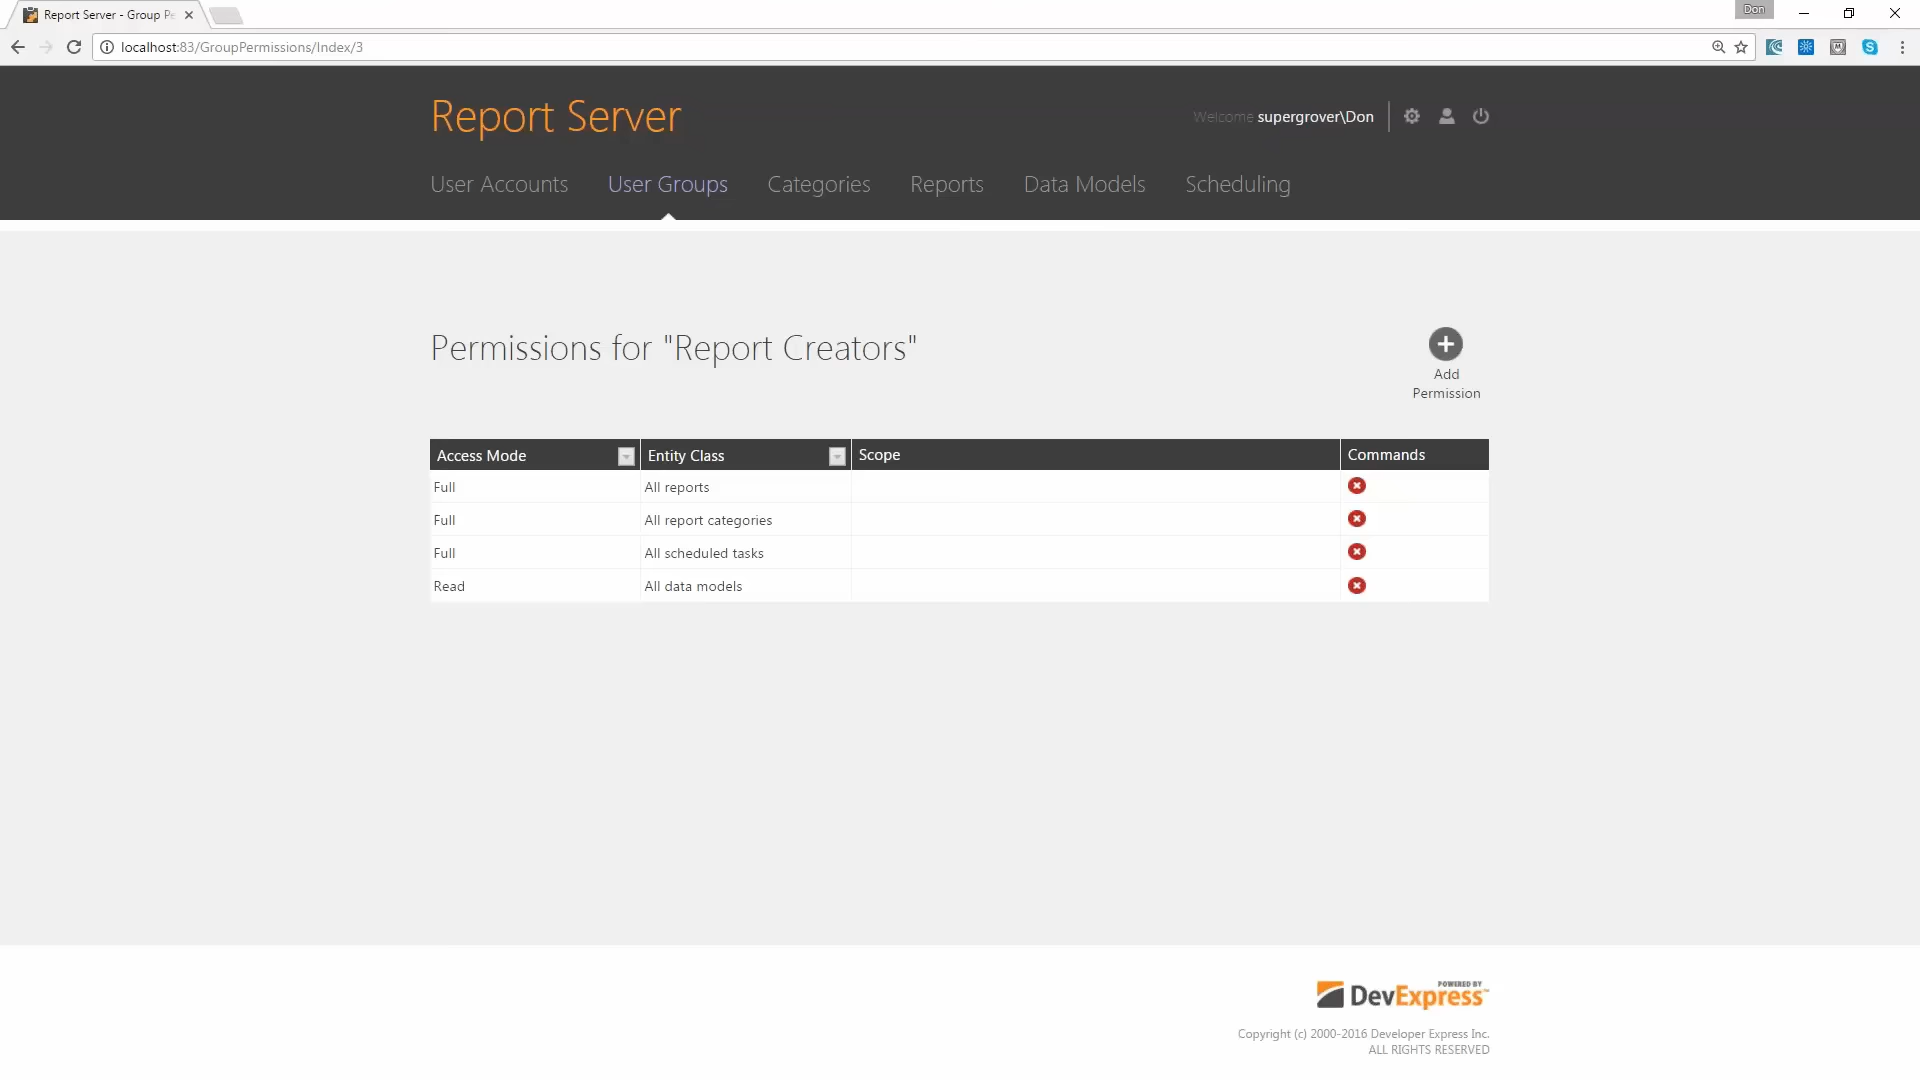 Report Server - Group Pe
Don
localhost:83/GroupPermissions/Index/3
Report Server
Welcome supergrover\Don
User Accounts
User Groups
Categories
Reports
Data Models
Scheduling
Permissions for "Report Creators"
Add
Permission
Access Mode
Entity Class
Scope
Commands
Full
All reports
Full
All report categories
Full
All scheduled tasks
Read
All data models
POWERED BY
DevExpress™
Copyright (c) 2000-2016 Developer Express Inc.
ALL RIGHTS RESERVED